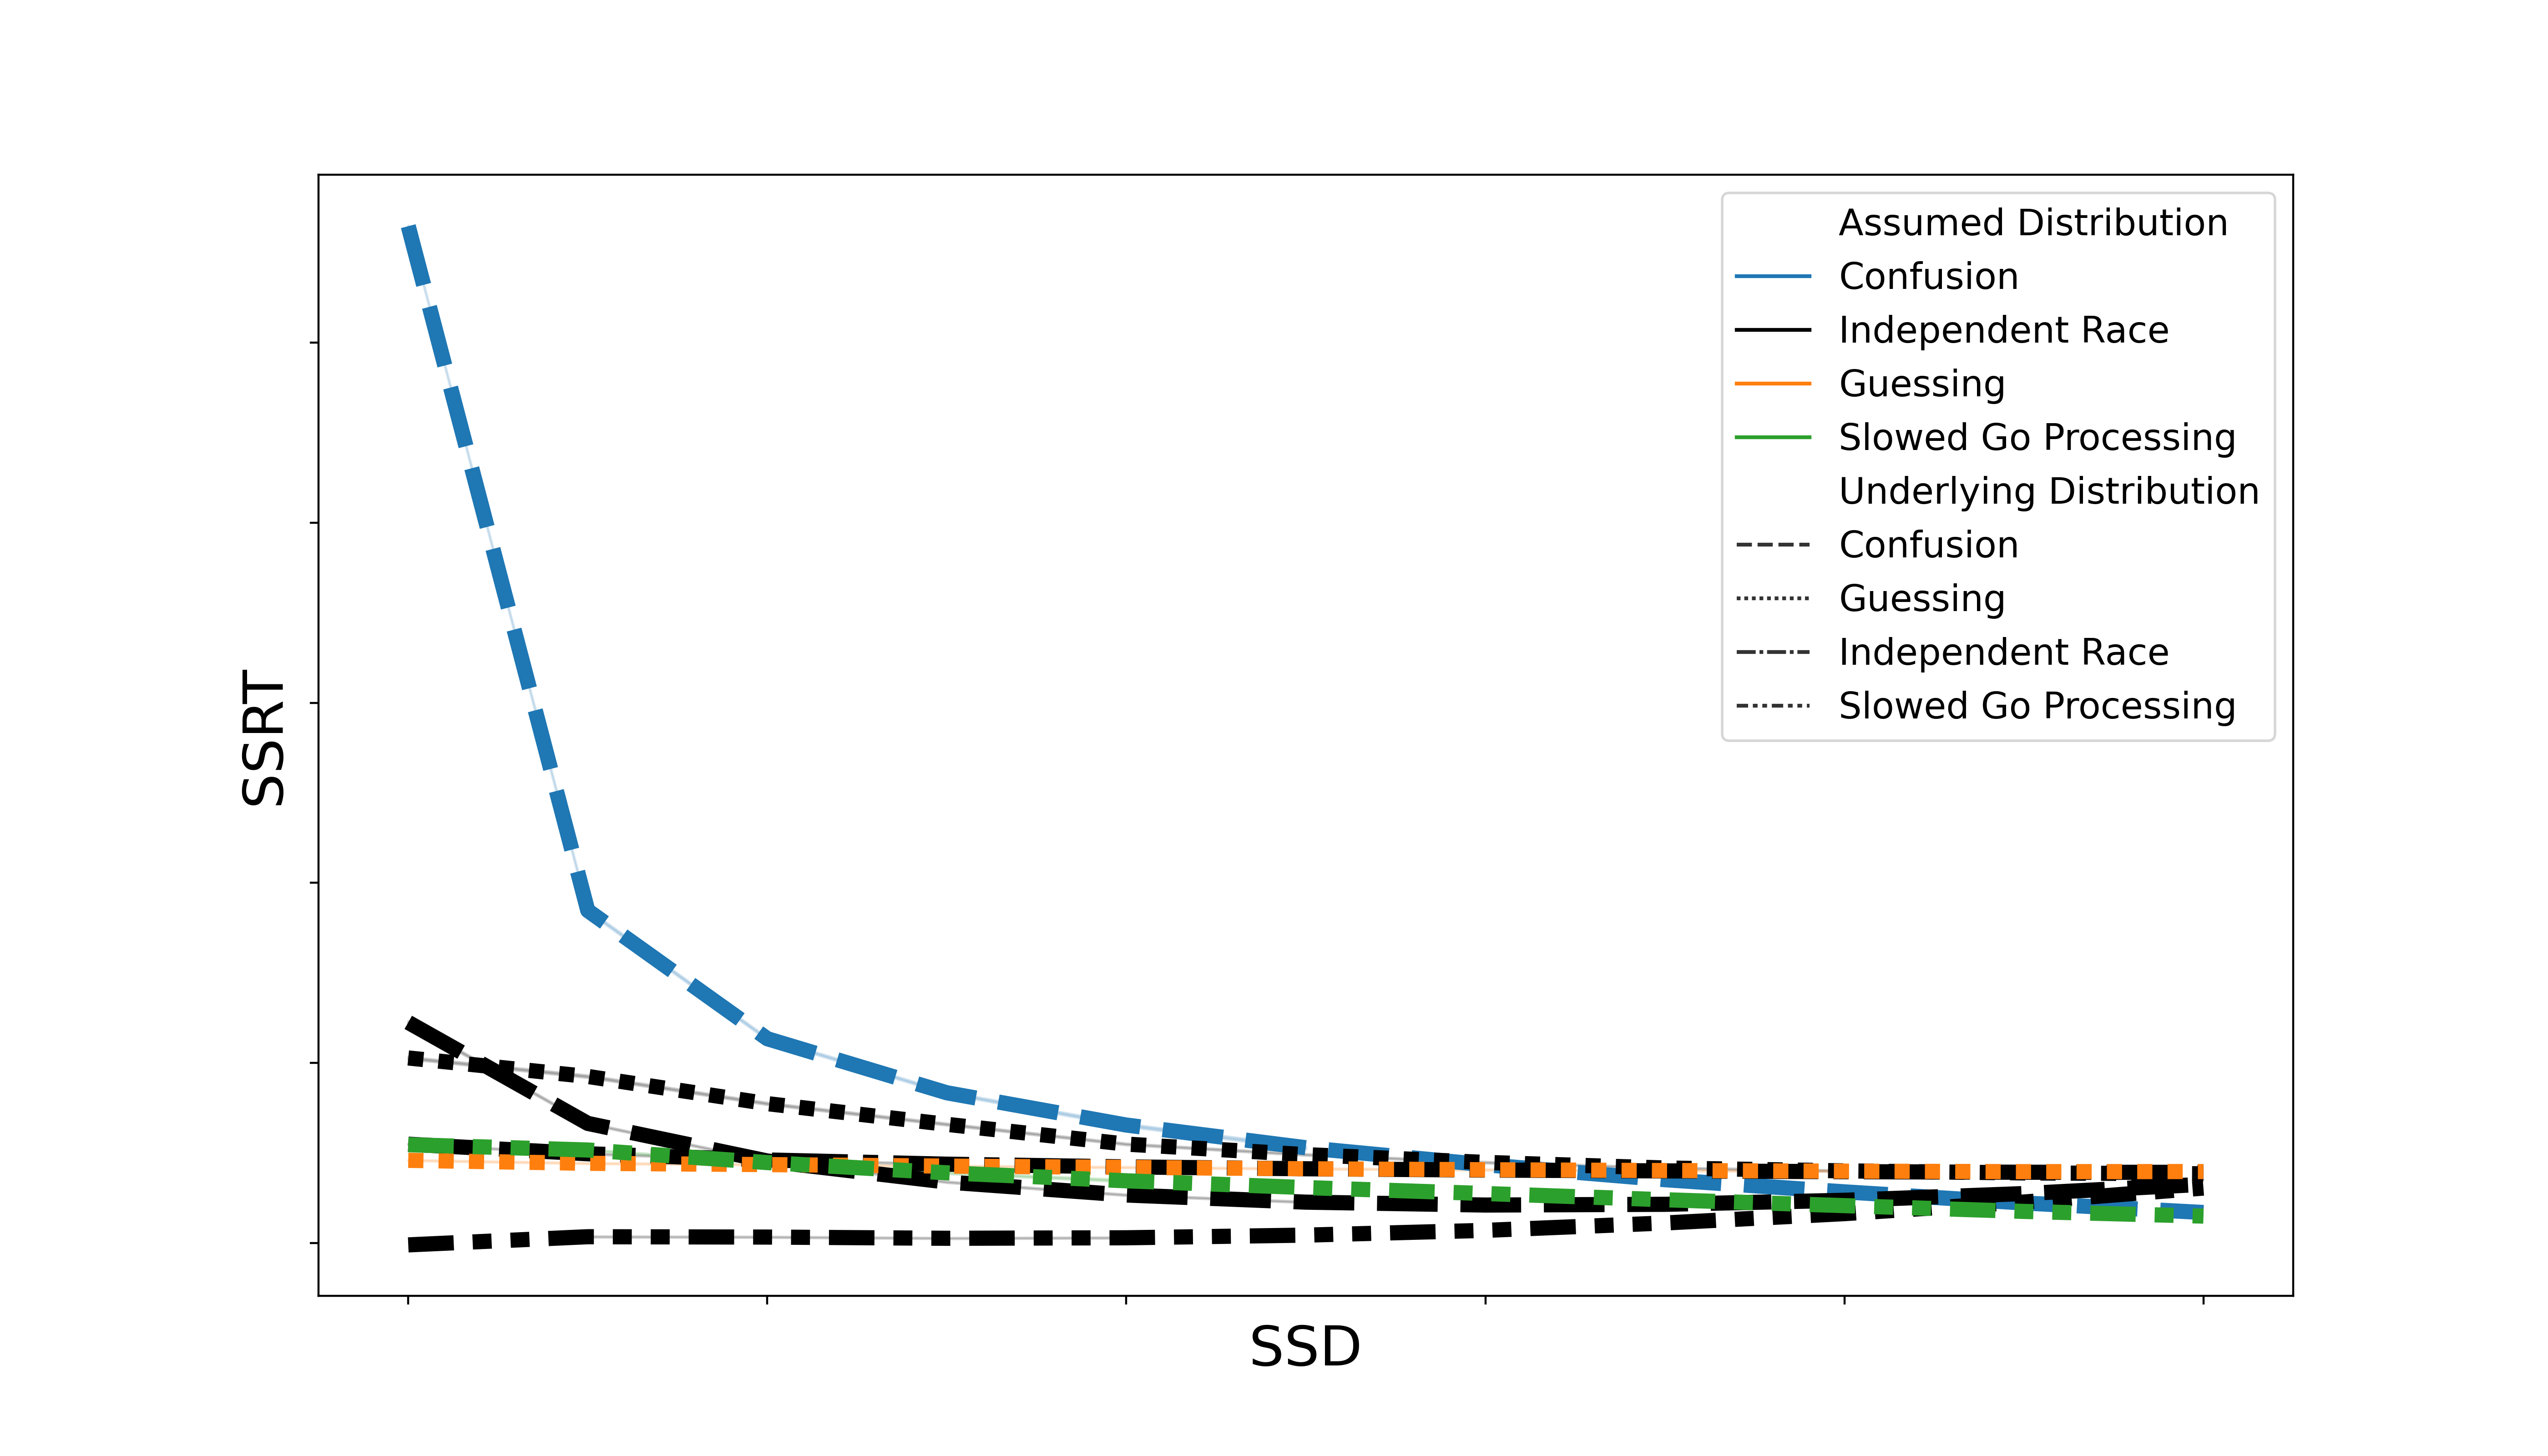 Assumed Distribution
Confusion
Independent Race
Guessing
Slowed Go Processing
Underlying Distribution
Confusion
Guessing
Independent Race
Slowed Go Processing
SSRT
SSD